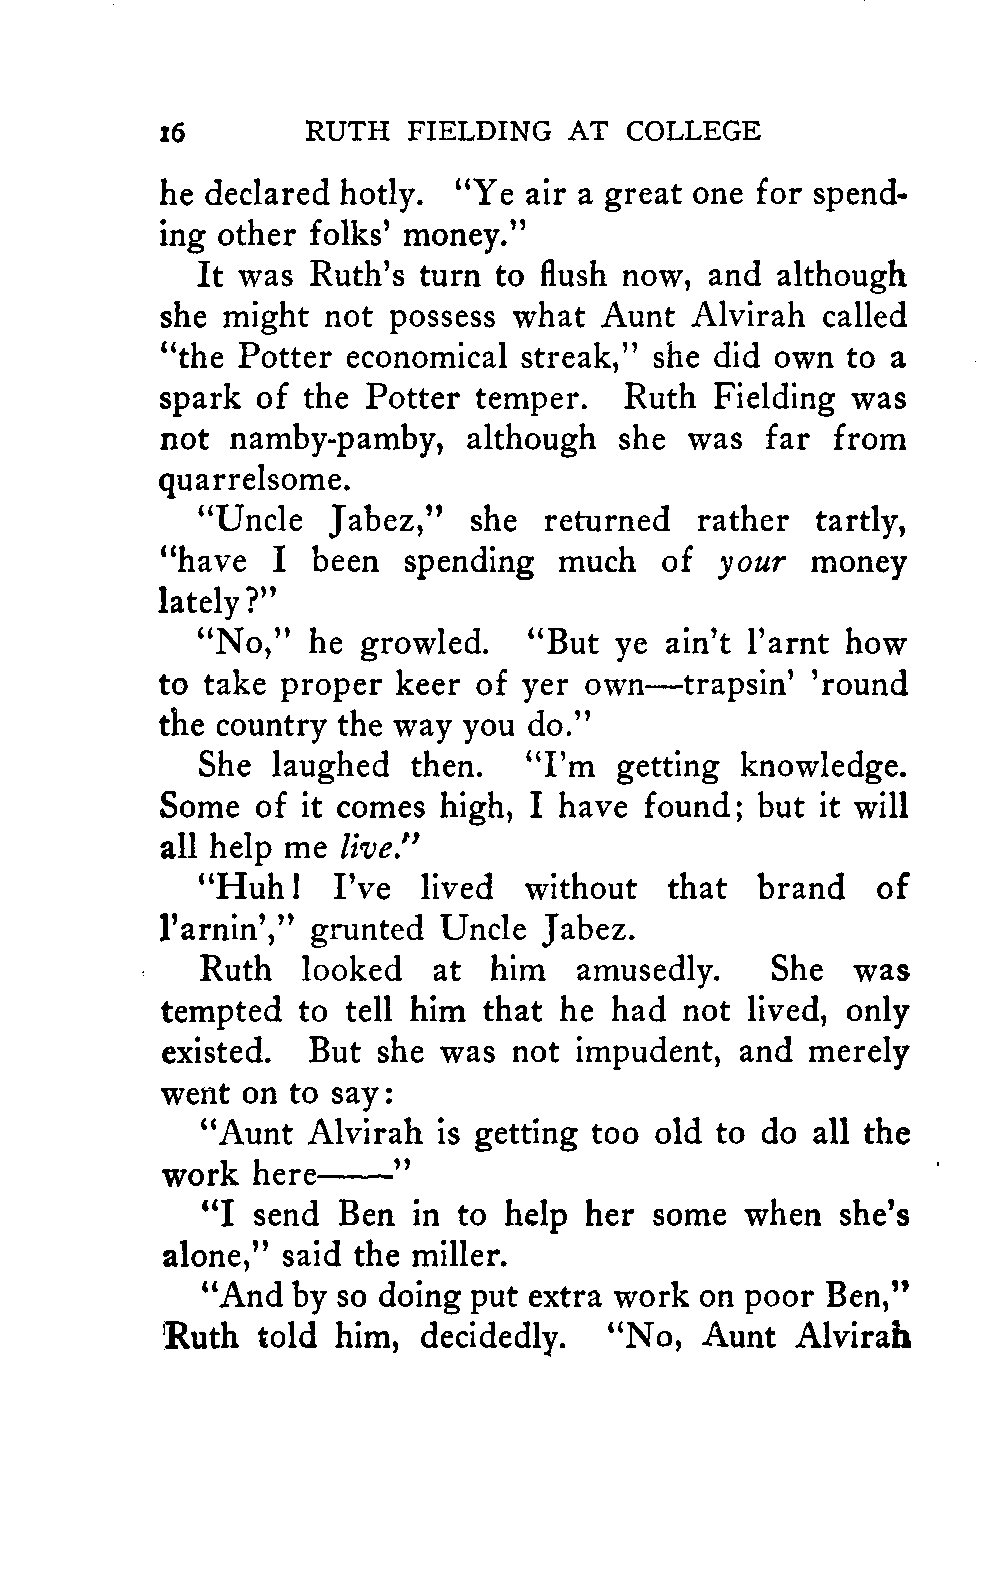 16 RUTH FIELDING AT COLLEGE
he declared hotly. “Ye air a great one for spend-
ing other folks’ money.”
It was Ruth’s turn to flush now, and although
she might not possess what Aunt Alvirah called
“the Potter economical streak,” she did own to a
spark of the Potter temper. Ruth Fielding was
not namby-pamby, although she was far from
quarrelsome.
“Uncle Jabez,” she returned rather tartly,
“have I been spending much of your money
lately?”
“No,” he growled. “But ye ain’t l’arnt how
to take proper keer of yer own—trapsin’ ’round
the country the way you do.”
She laughed then. “I’m getting knowledge.
Some of it comes high, I have found; but it will
all help me live.”
“Huh! I’ve lived without that brand of
l’arnin’,” grunted Uncle Jabez.
Ruth looked at him amusedly. She was
tempted to tell him that he had not lived, only
existed. But she was not impudent, and merely
went on to say:
“Aunt Alvirah is getting too old to do all the
work here——”
“I send Ben in to help her some when she’s
alone,” said the miller.
“And by so doing put extra work on poor Ben,”
Ruth told him, decidedly. “No, Aunt Alvirah